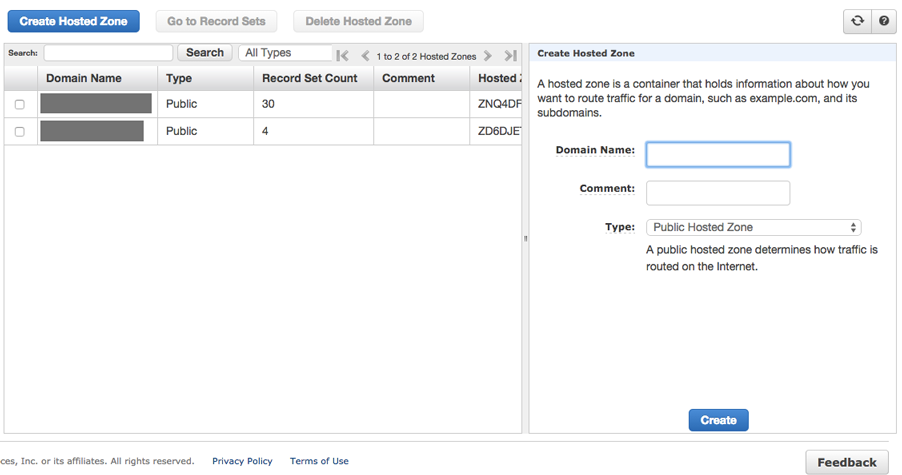 Create Hosted Zone Go to Record Sets Delete Hosted Zone
Search: Search All Types 1 to 2 of 2 Hosted Zones
Domain Name Type Record Set Count Comment Hosted
Public 30 ZNQ4DF
Public 4 ZD6DJE
Create Hosted Zone
A hosted zone is a container that holds information about how you
want to route traffic for a domain, such as example.com, and its
subdomains.
Domain Name:
Comment:
Type: Public Hosted Zone
A public hosted zone determines how traffic is
routed on the Internet.
Create
ces, Inc. or its affiliates. All rights reserved. Privacy Policy Terms of Use
Feedback